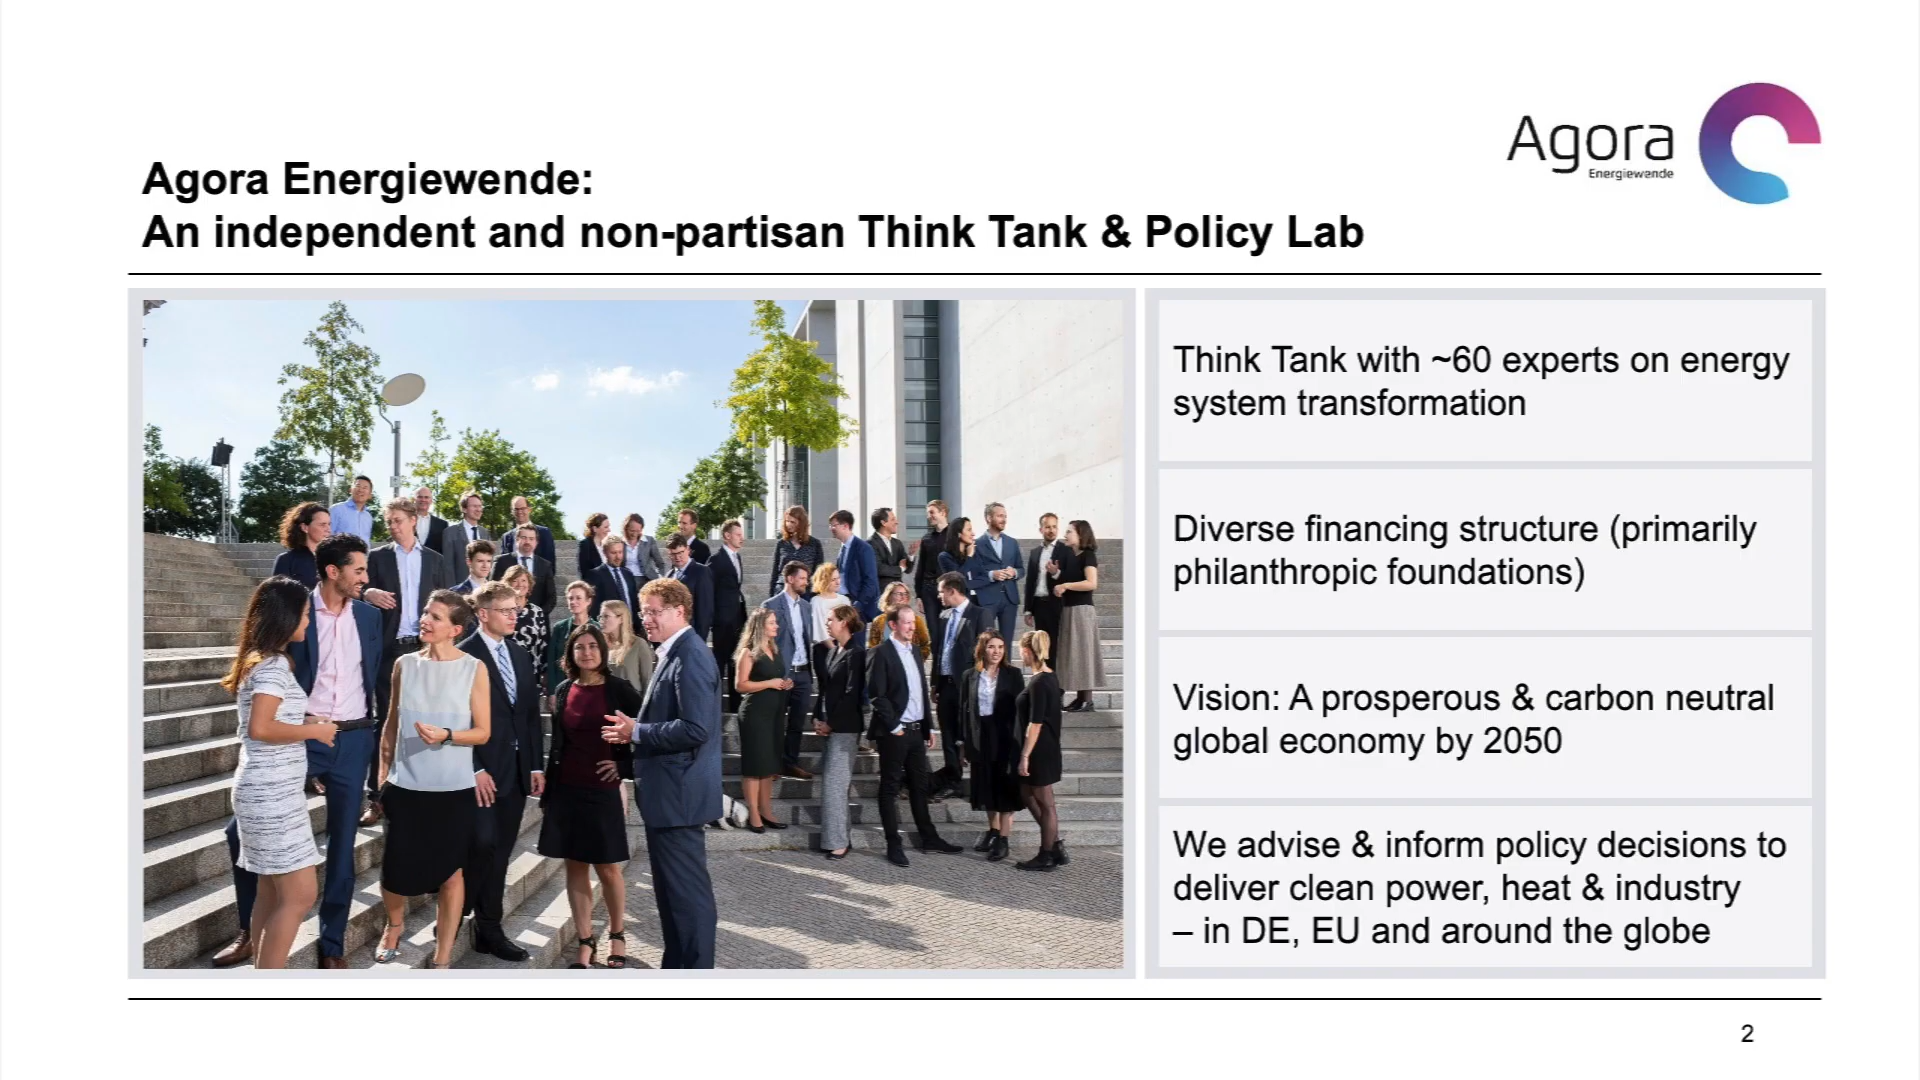 Agora
Energiewende
Agora Energiewende:
An independent and non-partisan Think Tank & Policy Lab
Think Tank with ~60 experts on energy
system transformation
Diverse financing structure (primarily
philanthropic foundations)
Vision: A prosperous & carbon neutral
global economy by 2050
We advise & inform policy decisions to
deliver clean power, heat & industry
– in DE, EU and around the globe
2